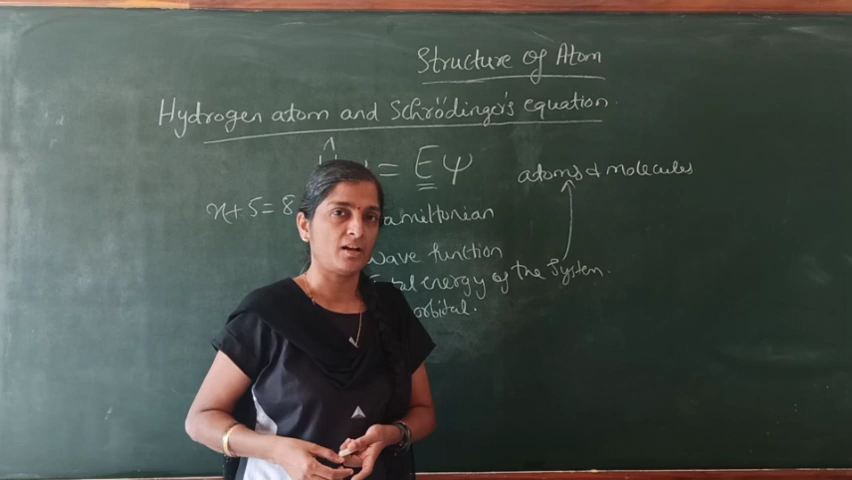 Structure of Atom
Hydrogen atom and Schrödinger's equation.
= Eψ
atoms & molecules
x+5=8
amiltonian
wave function
tal energy of the System.
orbital.